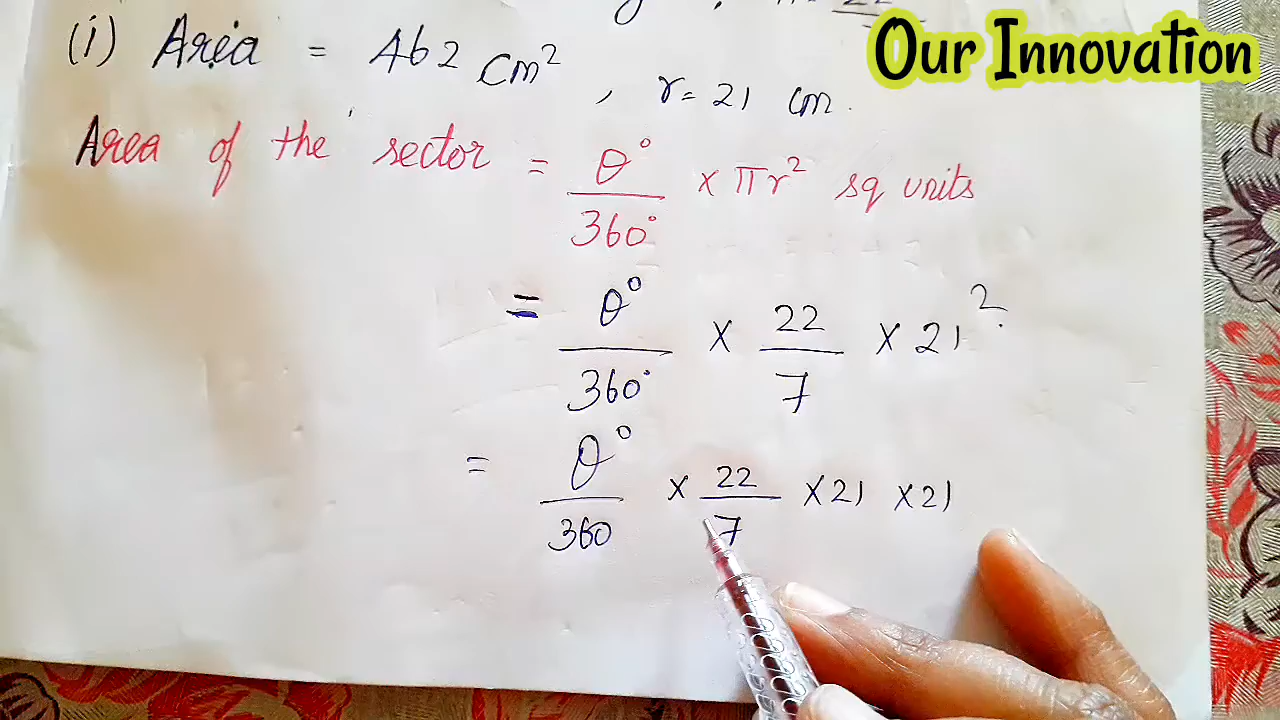 Our Innovation
(i) Area = 462 cm², r = 21 cm.
Area of the sector = θ°/360° × πr² sq units
= θ°/360° × 22/7 × 21²
= θ°/360 × 22/7 × 21 × 21